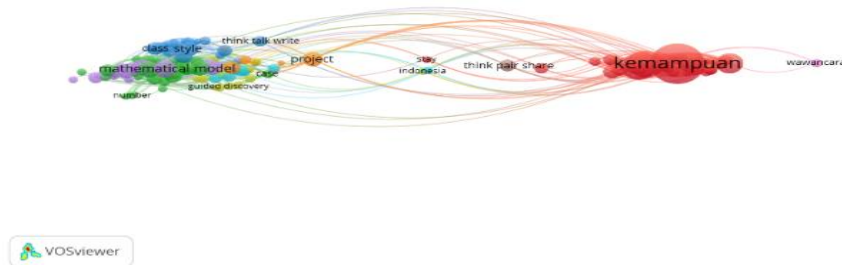 think talk write
class style
project
stay
kemampuan
mathematical model
think pair share
wawancara
case
indonesia
guided discovery
number
VOSviewer